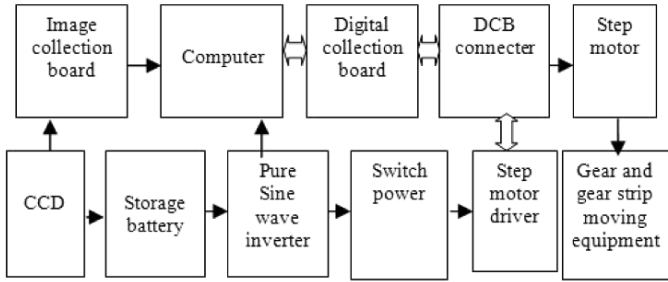 Image
collection
board
Computer
Digital
collection
board
DCB
connecter
Step
motor
CCD
Storage
battery
Pure
Sine
wave
inverter
Switch
power
Step
motor
driver
Gear and
gear strip
moving
equipment